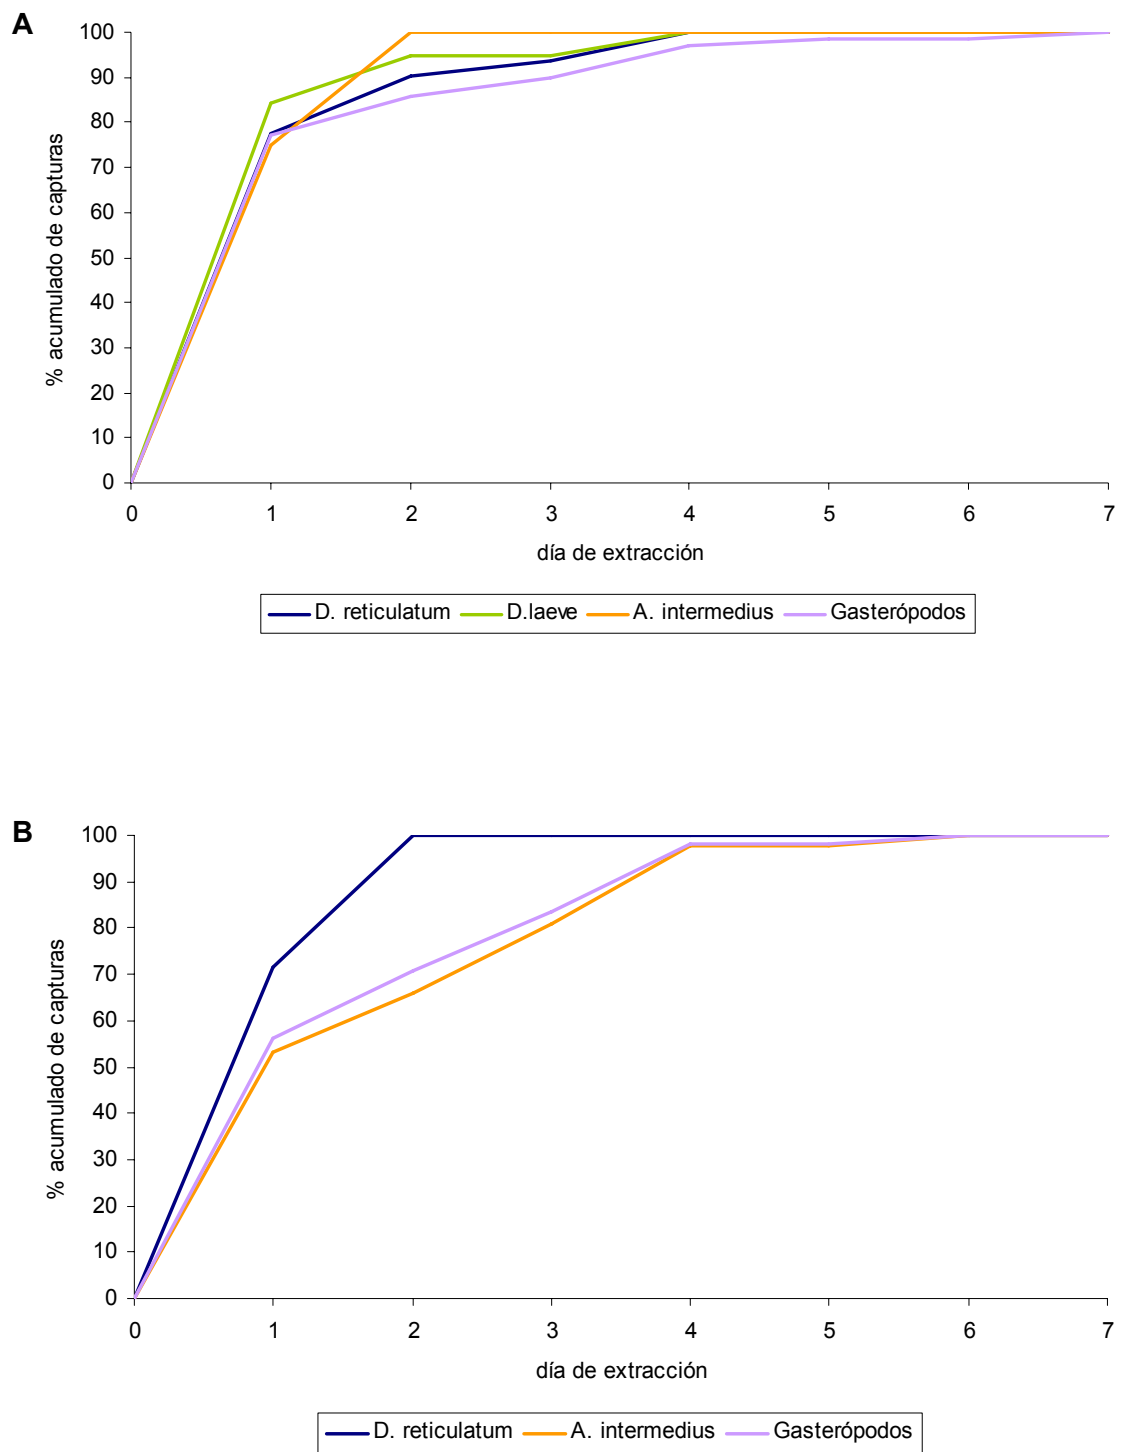 A
100
90
80
70
60
50
40
30
20
10
0
% acumulado de capturas
0 1 2 3 4 5 6 7
día de extracción
D. reticulatum D.laeve A. intermedius Gasterópodos
B
100
90
80
70
60
50
40
30
20
10
0
% acumulado de capturas
0 1 2 3 4 5 6 7
día de extracción
D. reticulatum A. intermedius Gasterópodos